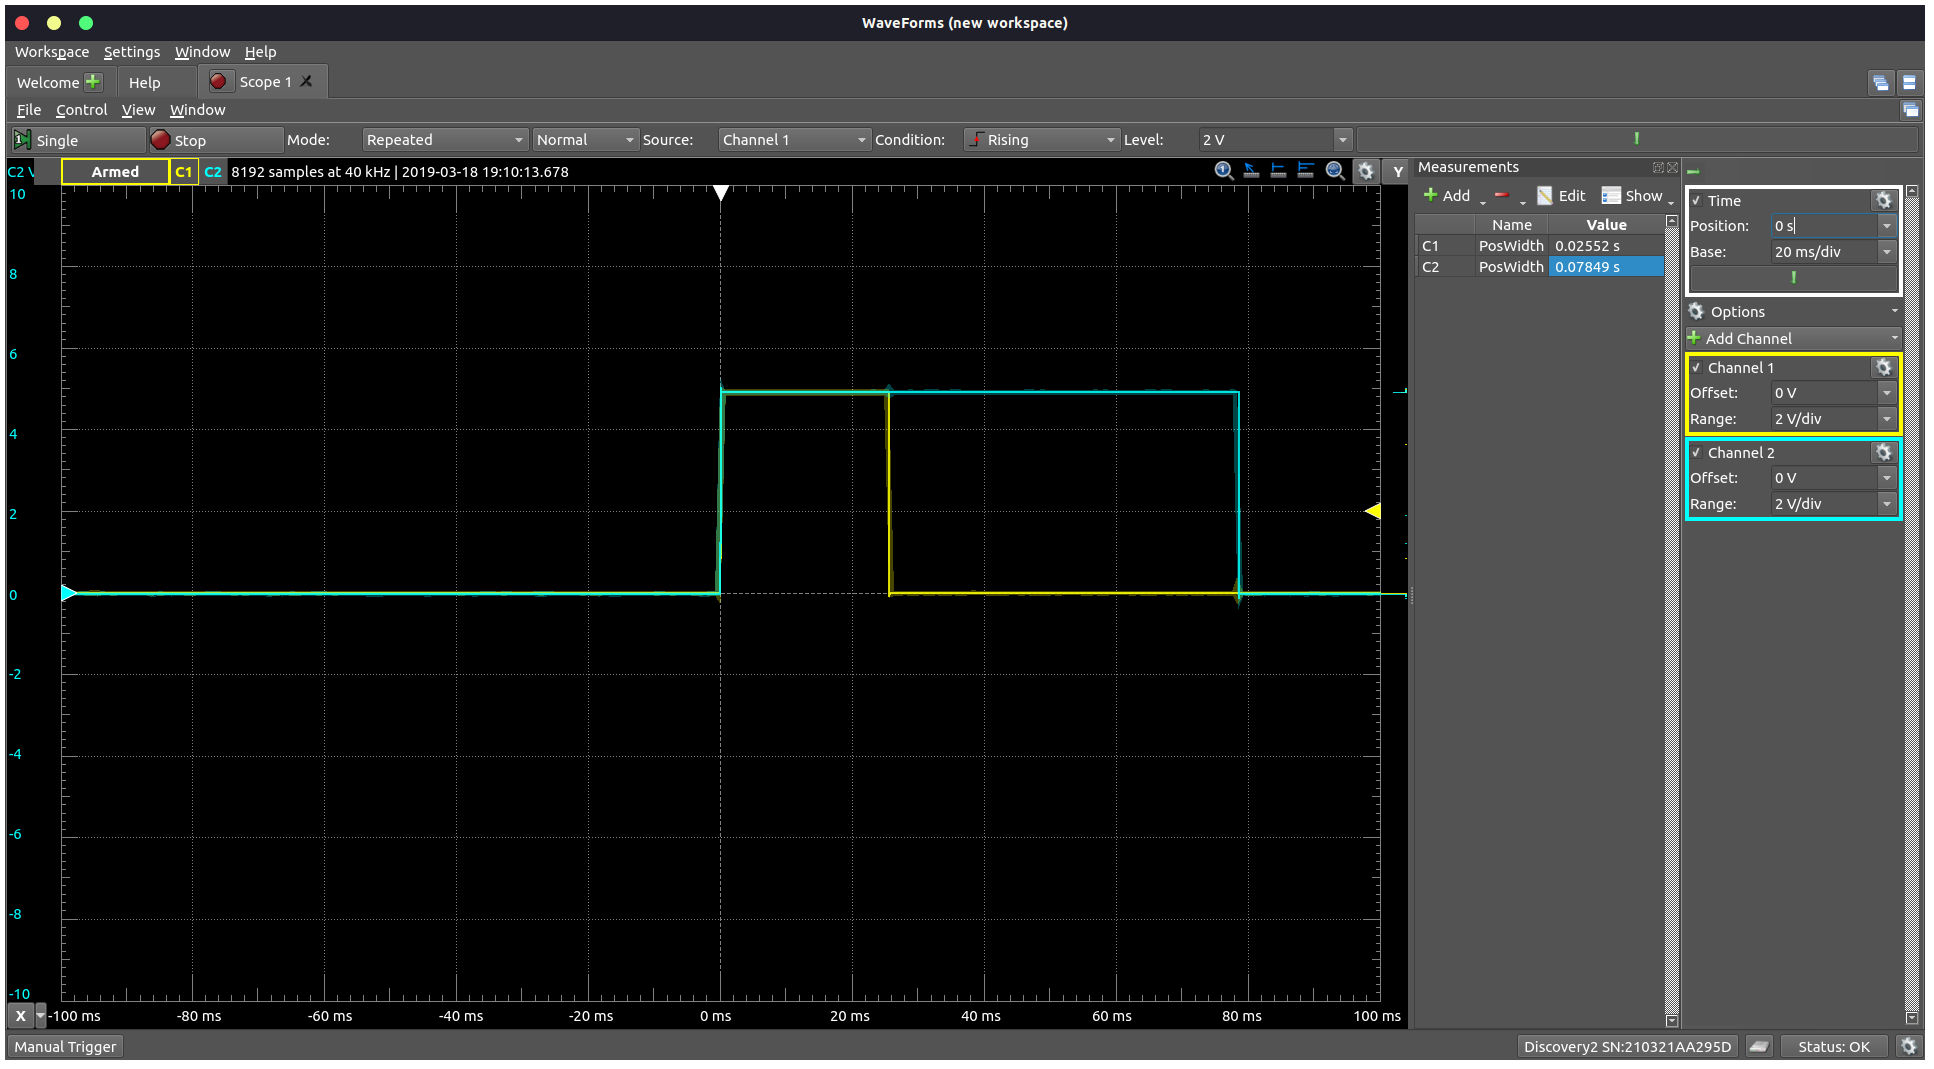 WaveForms (new workspace)
Workspace Settings Window Help
Welcome Help Scope 1
File Control View Window
Single Stop Mode: Repeated Normal Source: Channel 1 Condition: Rising Level: 2 V
C2 V Armed C1 C2 8192 samples at 40 kHz | 2019-03-18 19:10:13.678 Y
10
8
6
4
2
0
-2
-4
-6
-8
-10
X -100 ms -80 ms -60 ms -40 ms -20 ms 0 ms 20 ms 40 ms 60 ms 80 ms 100 ms
Measurements
Add Edit Show
Name Value
C1 PosWidth 0.02552 s
C2 PosWidth 0.07849 s
Time
Position: 0 s
Base: 20 ms/div
Options
Add Channel
Channel 1
Offset: 0 V
Range: 2 V/div
Channel 2
Offset: 0 V
Range: 2 V/div
Manual Trigger Discovery2 SN:210321AA295D Status: OK